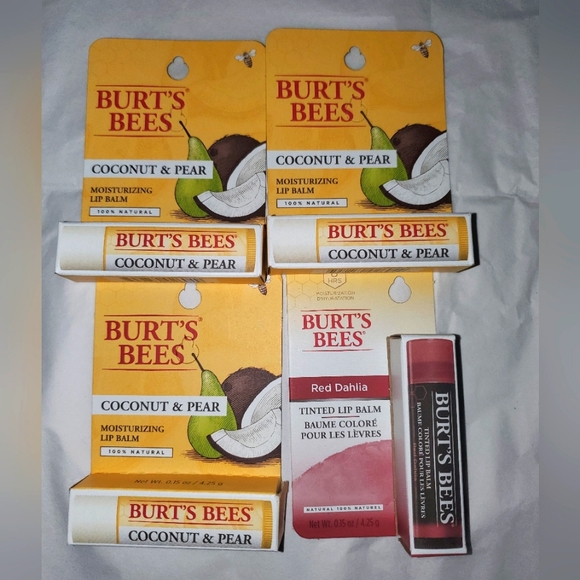 BURT'S
BEES
COCONUT & PEAR
MOISTURIZING
LIP BALM
100% NATURAL
BURT'S BEES
COCONUT & PEAR
BURT'S
BEES
COCONUT & PEAR
MOISTURIZING
LIP BALM
100% NATURAL
BURT'S BEES
COCONUT & PEAR
BURT'S
BEES
COCONUT & PEAR
MOISTURIZING
LIP BALM
100% NATURAL
Net Wt. 0.15 oz / 4.25 g
BURT'S BEES
COCONUT & PEAR
HRS
BURT'S
BEES
Red Dahlia
TINTED LIP BALM
BAUME COLORÉ
POUR LES LÈVRES
NATURAL 100% NATUREL
Net Wt. 0.15 oz / 4.25 g
BURT'S BEES
TINTED LIP BALM
BAUME COLORÉ POUR LES LÈVRES